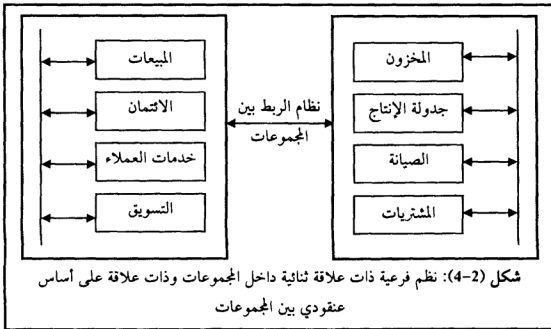 المخزون
جدولة الإنتاج
الصيانة
المشتريات
نظام الربط بين
المجموعات
المبيعات
الائتمان
خدمات العملاء
التسويق
شكل (2-4): نظم فرعية ذات علاقة ثنائية داخل المجموعات وذات علاقة على أساس
عنقودي بين المجموعات